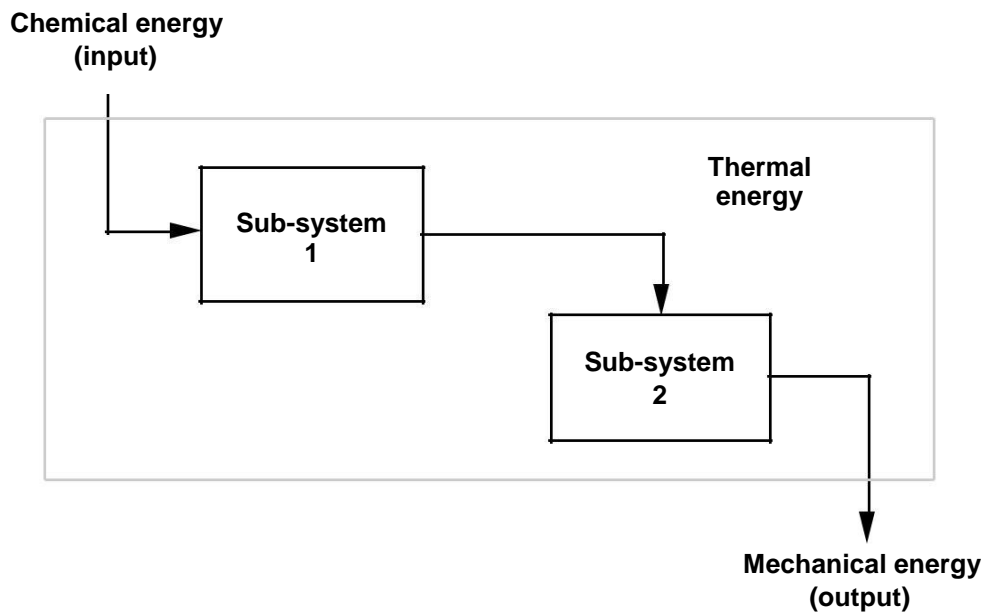 Chemical energy
(input)
Thermal
energy
Sub-system
1
Sub-system
2
Mechanical energy
(output)